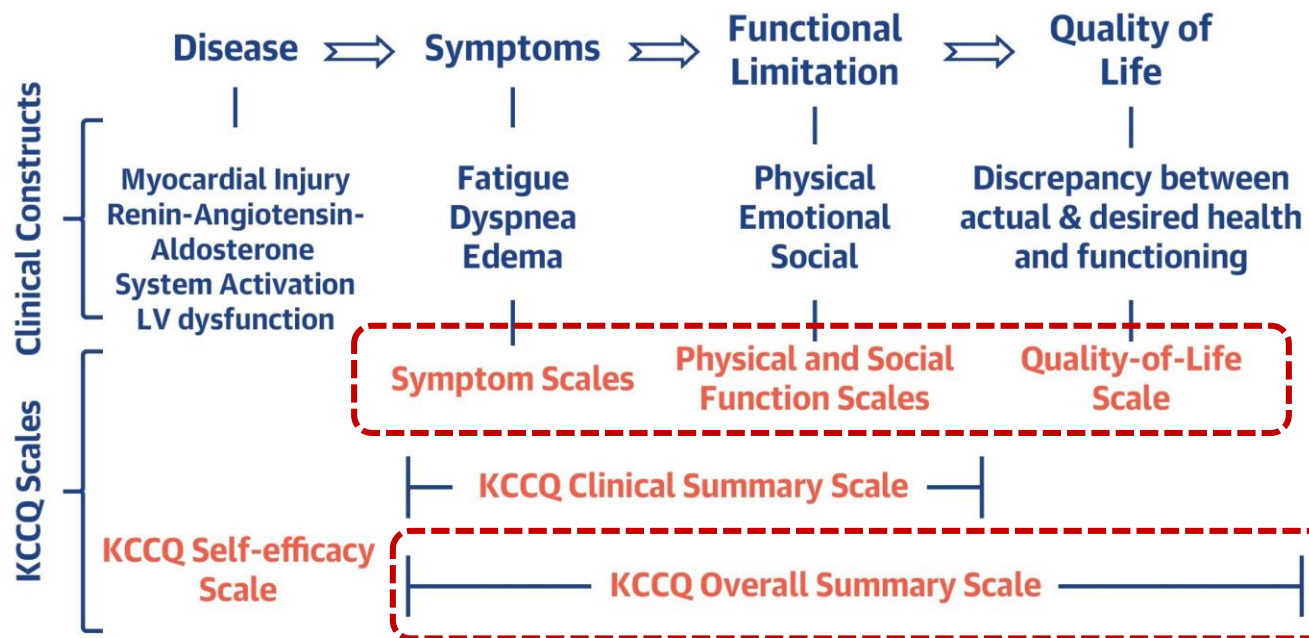 Disease
Symptoms
Functional
Limitation
Quality of
Life
Clinical Constructs
Myocardial Injury
Renin-Angiotensin-
Aldosterone
System Activation
LV dysfunction
Fatigue
Dyspnea
Edema
Physical
Emotional
Social
Discrepancy between
actual & desired health
and functioning
KCCQ Scales
Symptom Scales
Physical and Social
Function Scales
Quality-of-Life
Scale
KCCQ Clinical Summary Scale
KCCQ Self-efficacy
Scale
KCCQ Overall Summary Scale